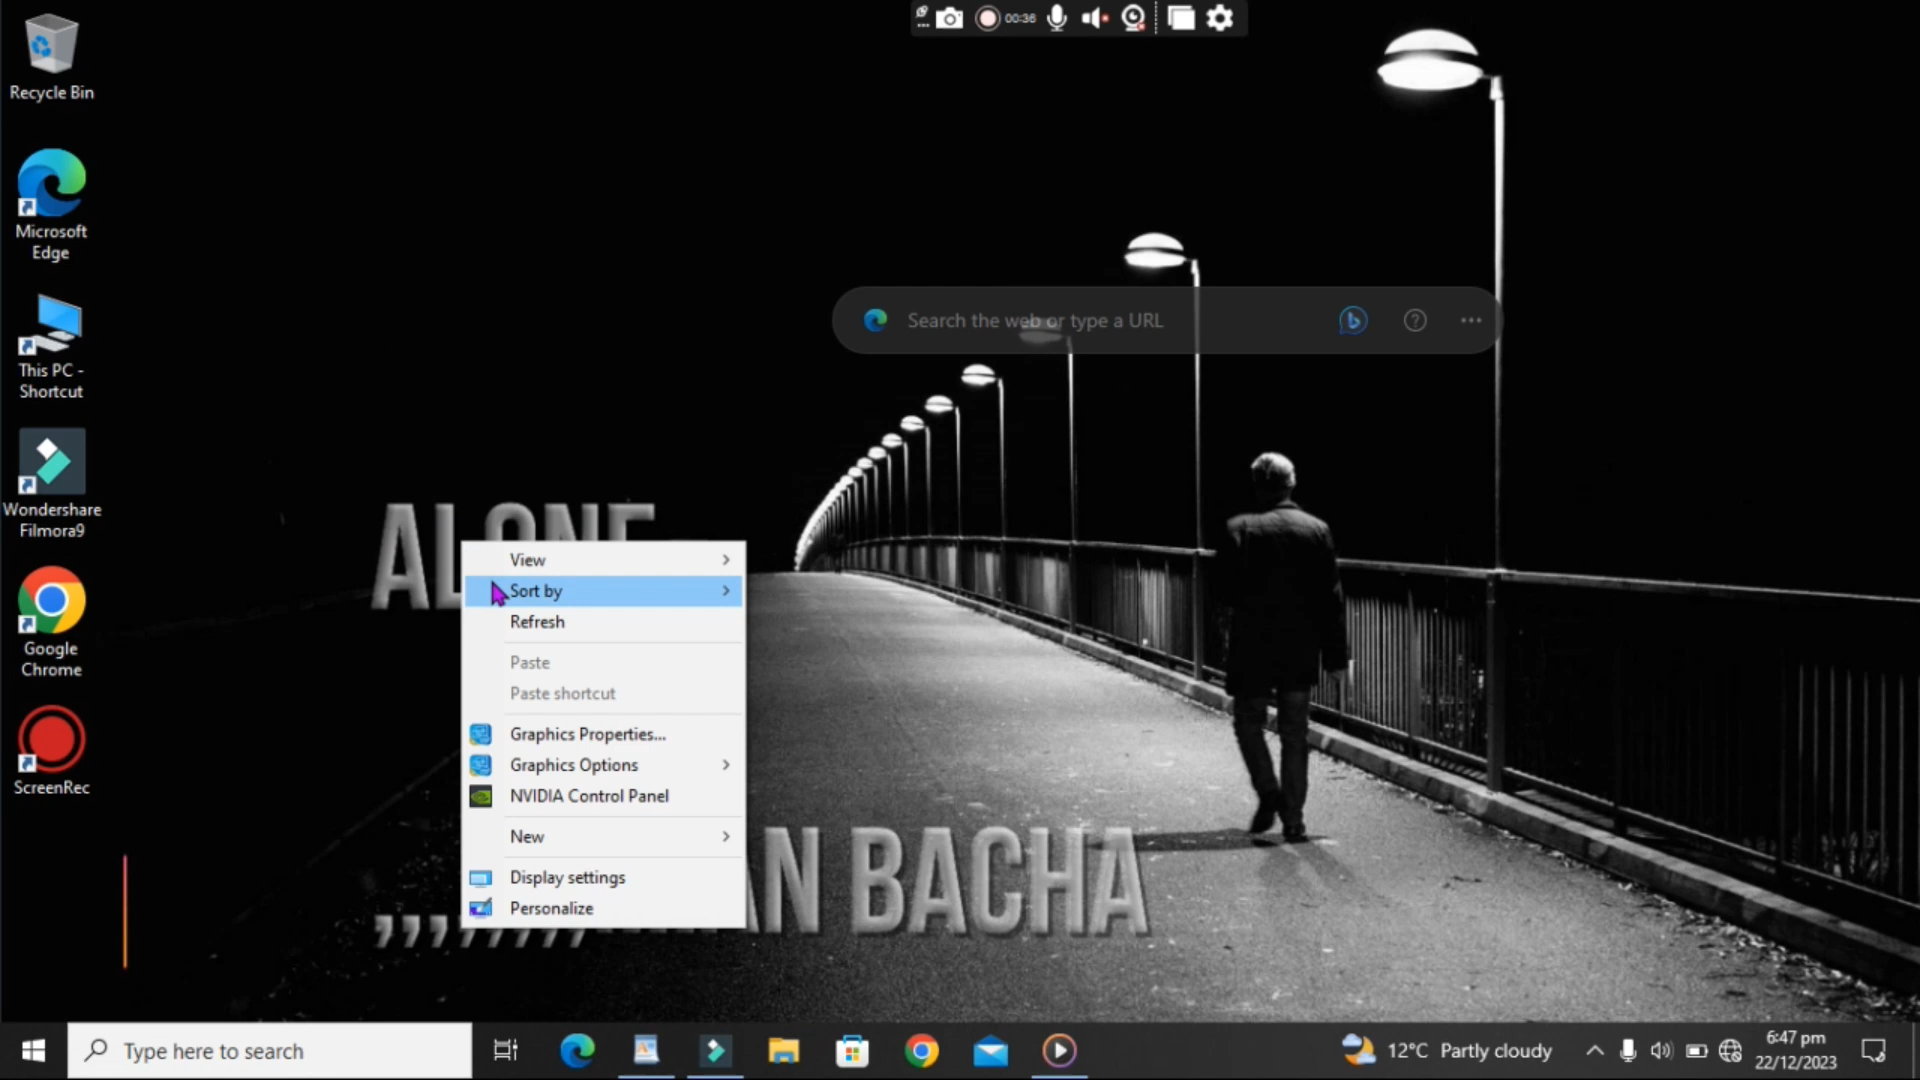 00:36
Recycle Bin
Microsoft
Edge
This PC -
Shortcut
Wondershare
Filmora9
Google
Chrome
ScreenRec
Search the web or type a URL
ALONE
View
Sort by
Refresh
Paste
Paste shortcut
Graphics Properties...
Graphics Options
NVIDIA Control Panel
New
Display settings
Personalize
BACHA
Type here to search
12°C Partly cloudy
6:47 pm
22/12/2023